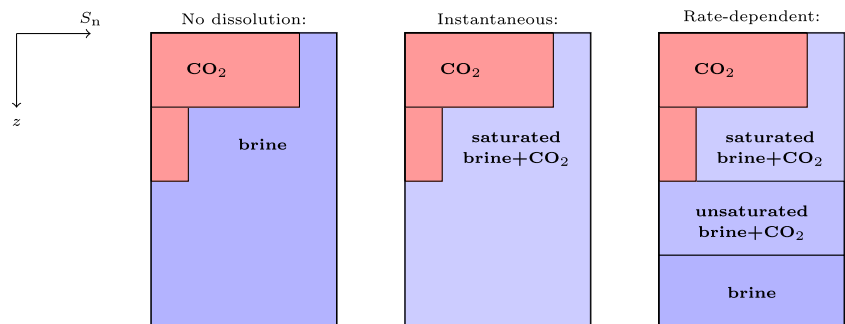 Sₙ
z
No dissolution:
CO₂
brine
Instantaneous:
CO₂
saturated
brine+CO₂
Rate-dependent:
CO₂
saturated
brine+CO₂
unsaturated
brine+CO₂
brine